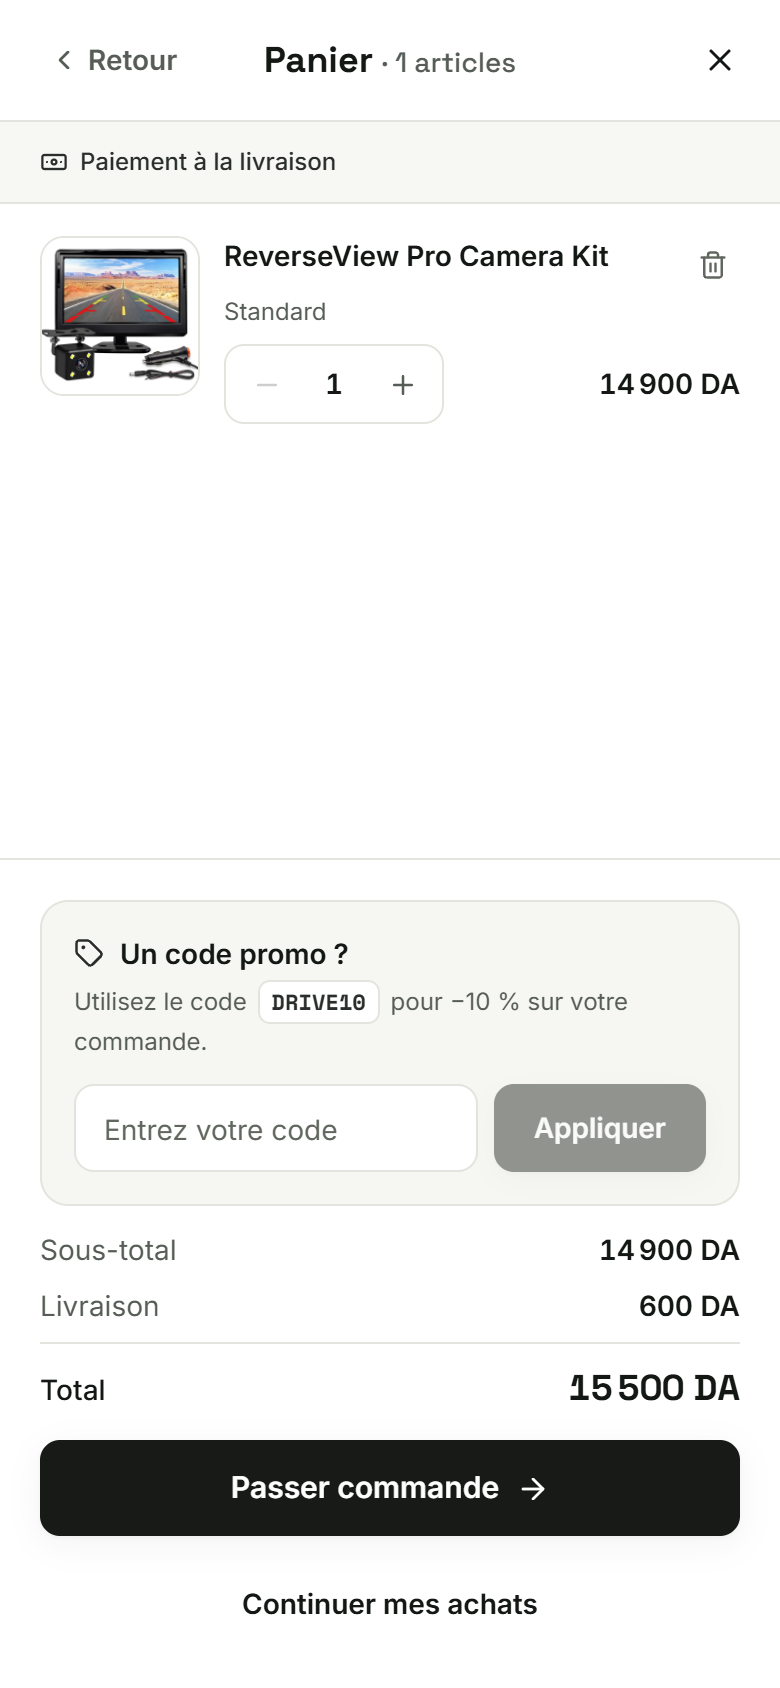 Retour
Panier · 1 articles
Paiement à la livraison
ReverseView Pro Camera Kit
Standard
1
14 900 DA
Un code promo ?
Utilisez le code DRIVE10 pour −10 % sur votre
commande.
Entrez votre code
Appliquer
Sous-total
14 900 DA
Livraison
600 DA
Total
15 500 DA
Passer commande →
Continuer mes achats